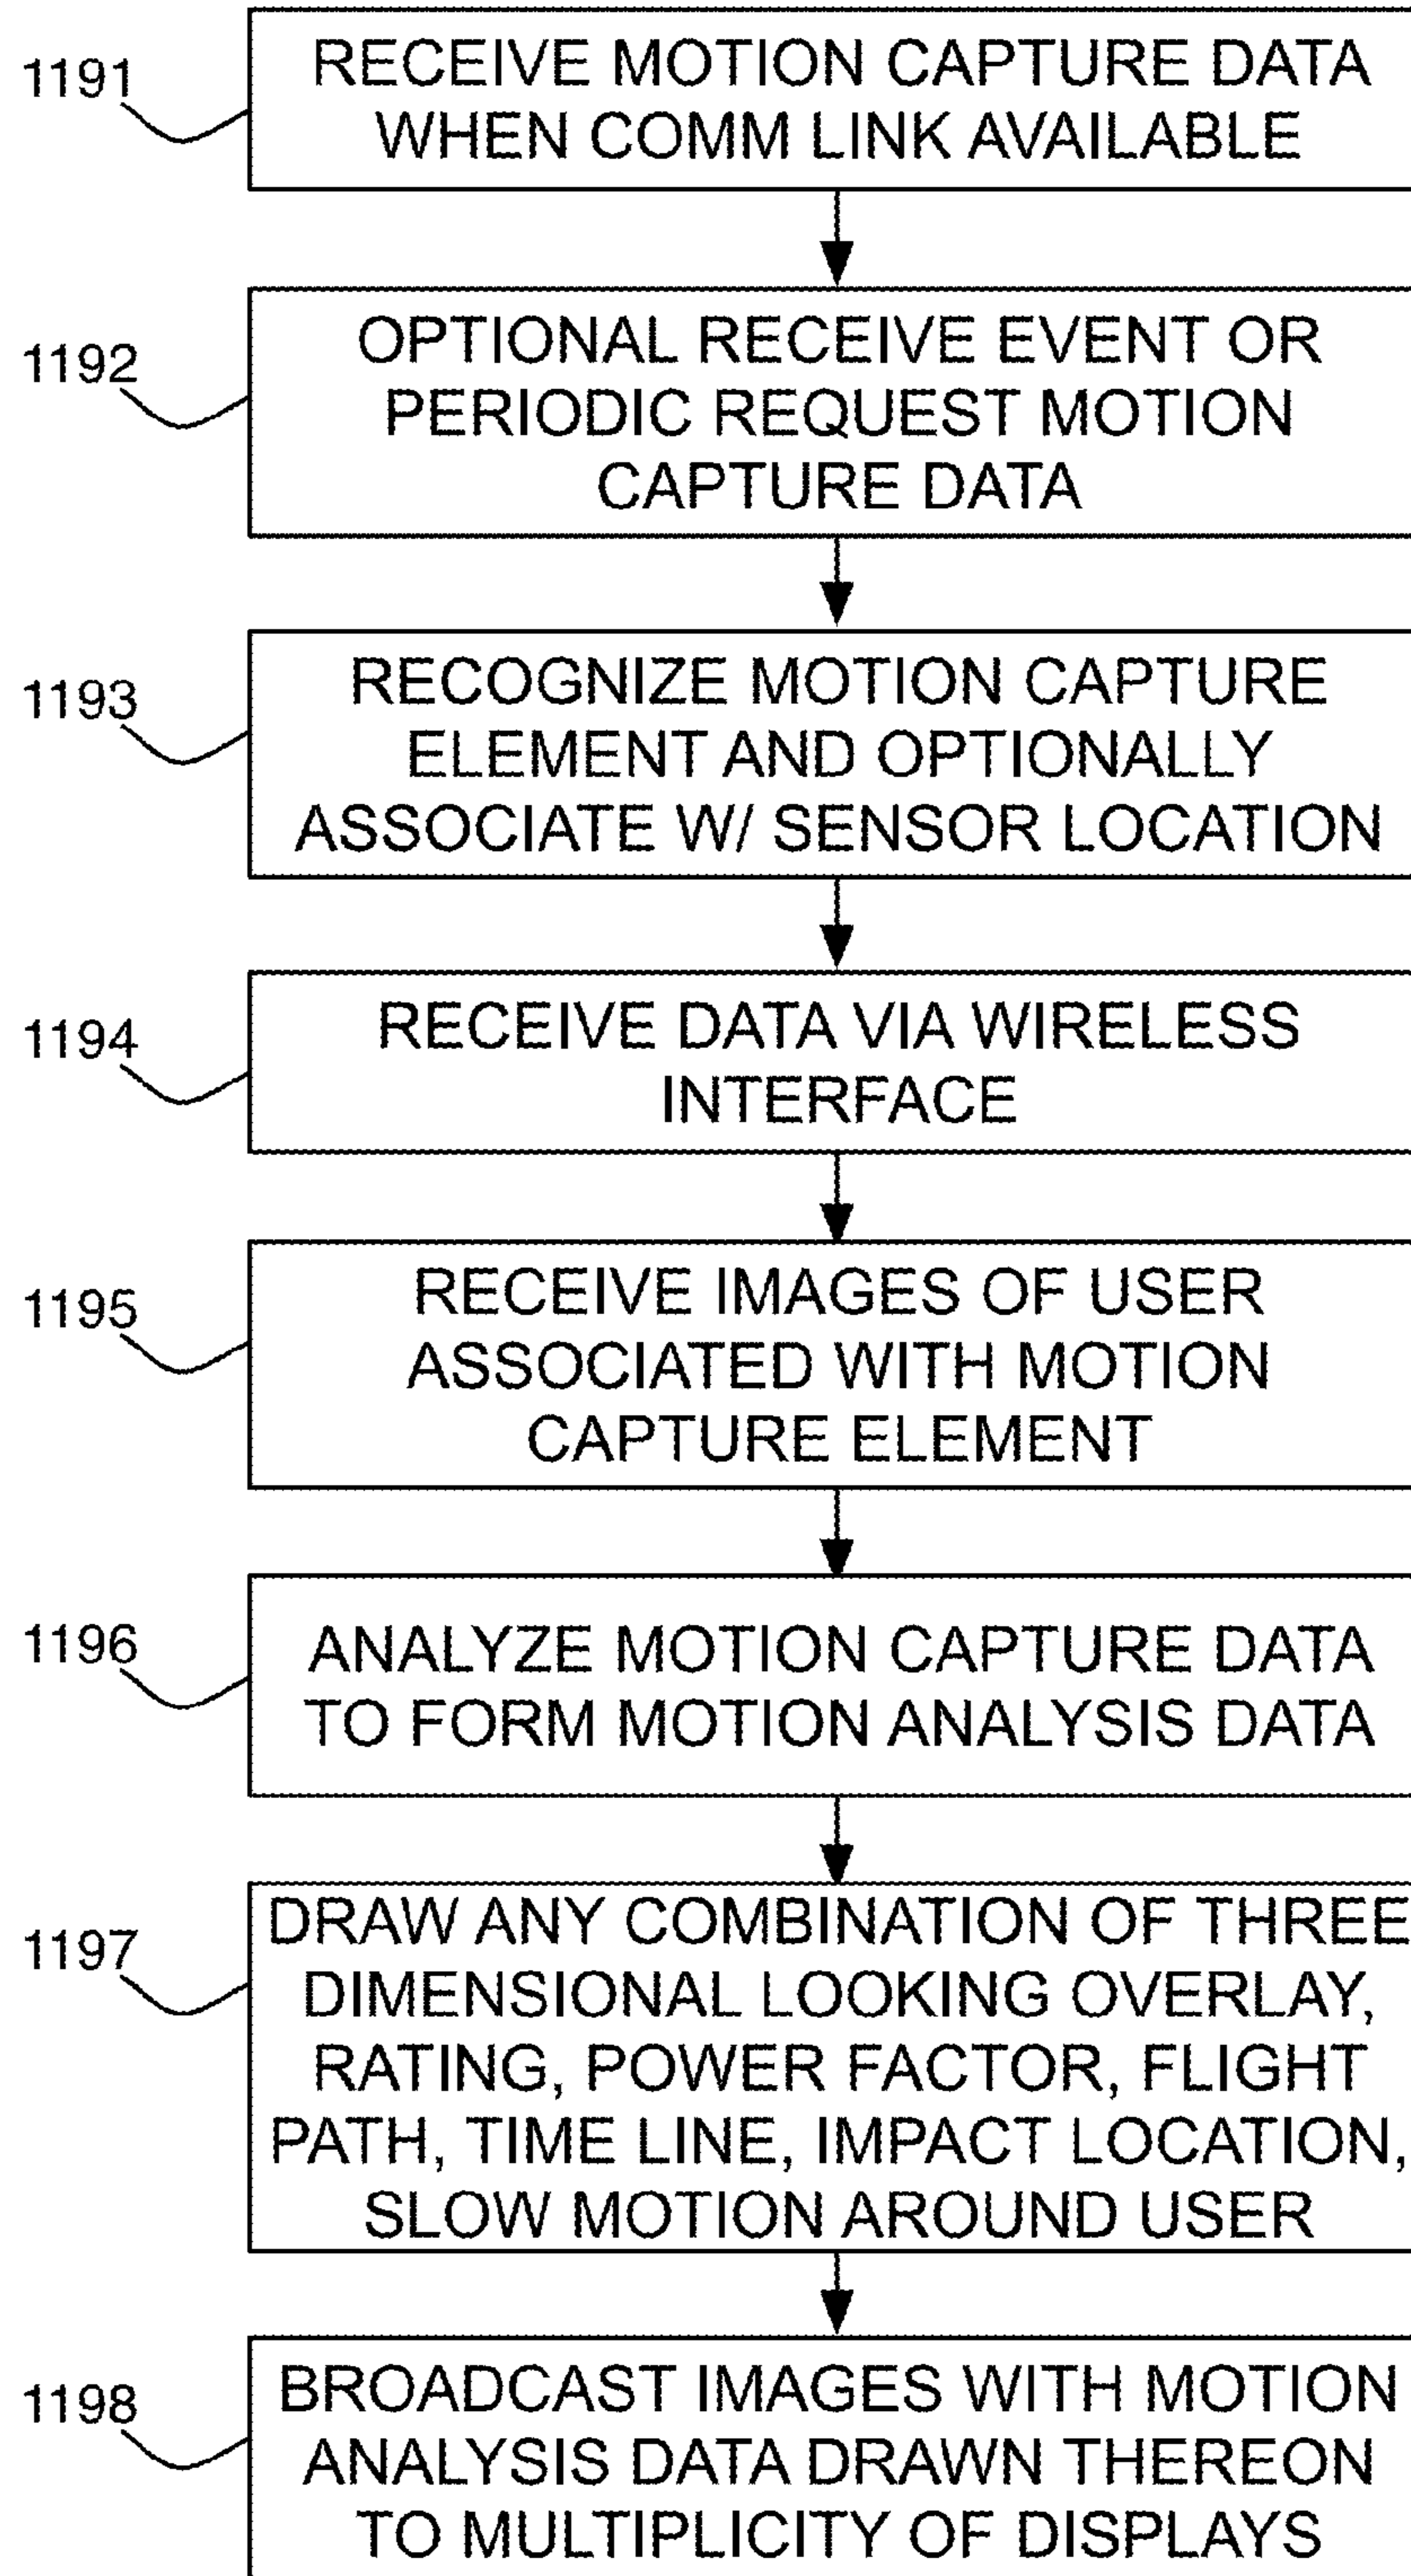 1191
RECEIVE MOTION CAPTURE DATA
WHEN COMM LINK AVAILABLE
1192
OPTIONAL RECEIVE EVENT OR
PERIODIC REQUEST MOTION
CAPTURE DATA
1193
RECOGNIZE MOTION CAPTURE
ELEMENT AND OPTIONALLY
ASSOCIATE W/ SENSOR LOCATION
1194
RECEIVE DATA VIA WIRELESS
INTERFACE
1195
RECEIVE IMAGES OF USER
ASSOCIATED WITH MOTION
CAPTURE ELEMENT
1196
ANALYZE MOTION CAPTURE DATA
TO FORM MOTION ANALYSIS DATA
1197
DRAW ANY COMBINATION OF THREE
DIMENSIONAL LOOKING OVERLAY,
RATING, POWER FACTOR, FLIGHT
PATH, TIME LINE, IMPACT LOCATION,
SLOW MOTION AROUND USER
1198
BROADCAST IMAGES WITH MOTION
ANALYSIS DATA DRAWN THEREON
TO MULTIPLICITY OF DISPLAYS